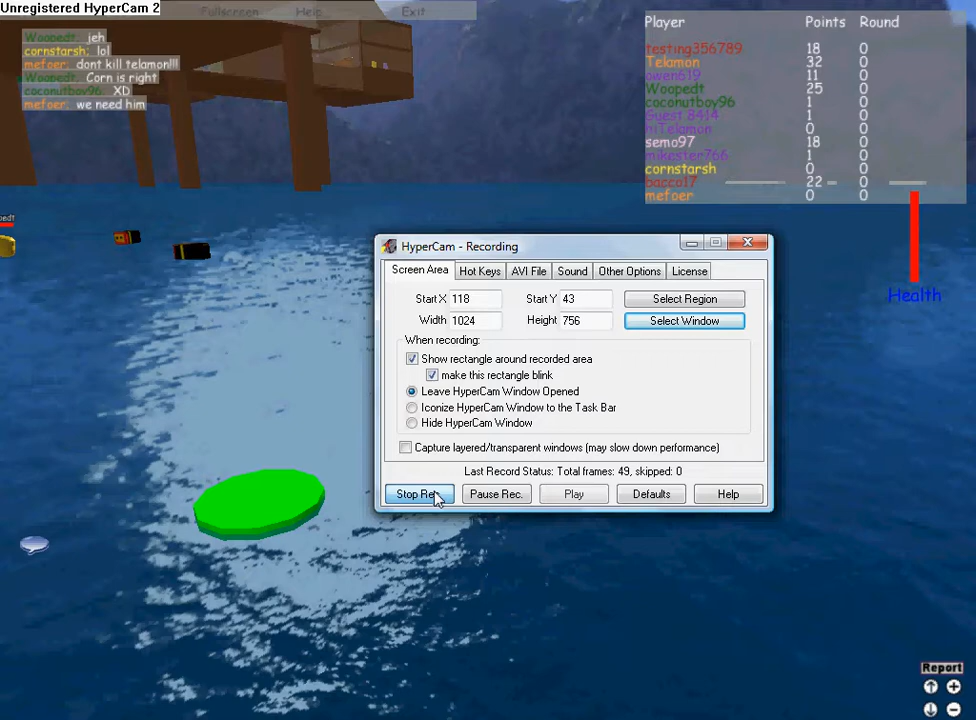 Unregistered HyperCam 2
Fullscreen Help Exit
Woopedt: jeh
cornstarsh: lol
mefoer: dont kill telamon!!!
Woopedt: Corn is right
coconutboy96: XD
mefoer: we need him
Player Points Round
testing356789 18 0
Telamon 32 0
owen619 11 0
Woopedt 25 0
coconutboy96 1 0
Guest 8414 1 0
hiTelamon 0 0
semo97 18 0
mikester766 1 0
cornstarsh 0 0
bacco17 22 0
mefoer 0 0
Health
HyperCam - Recording
Screen Area Hot Keys AVI File Sound Other Options License
Start X 118 Start Y 43 Select Region
Width 1024 Height 756 Select Window
When recording:
Show rectangle around recorded area
make this rectangle blink
Leave HyperCam Window Opened
Iconize HyperCam Window to the Task Bar
Hide HyperCam Window
Capture layered/transparent windows (may slow down performance)
Last Record Status: Total frames: 49, skipped: 0
Stop Pause Rec. Play Defaults Help
Report